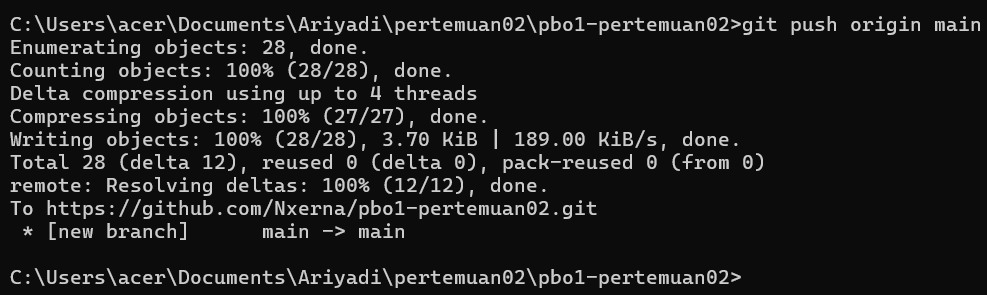 C:\Users\acer\Documents\Ariyadi\pertemuan02\pbo1-pertemuan02>git push origin main
Enumerating objects: 28, done.
Counting objects: 100% (28/28), done.
Delta compression using up to 4 threads
Compressing objects: 100% (27/27), done.
Writing objects: 100% (28/28), 3.70 KiB | 189.00 KiB/s, done.
Total 28 (delta 12), reused 0 (delta 0), pack-reused 0 (from 0)
remote: Resolving deltas: 100% (12/12), done.
To https://github.com/Nxerna/pbo1-pertemuan02.git
 * [new branch]      main -> main
C:\Users\acer\Documents\Ariyadi\pertemuan02\pbo1-pertemuan02>